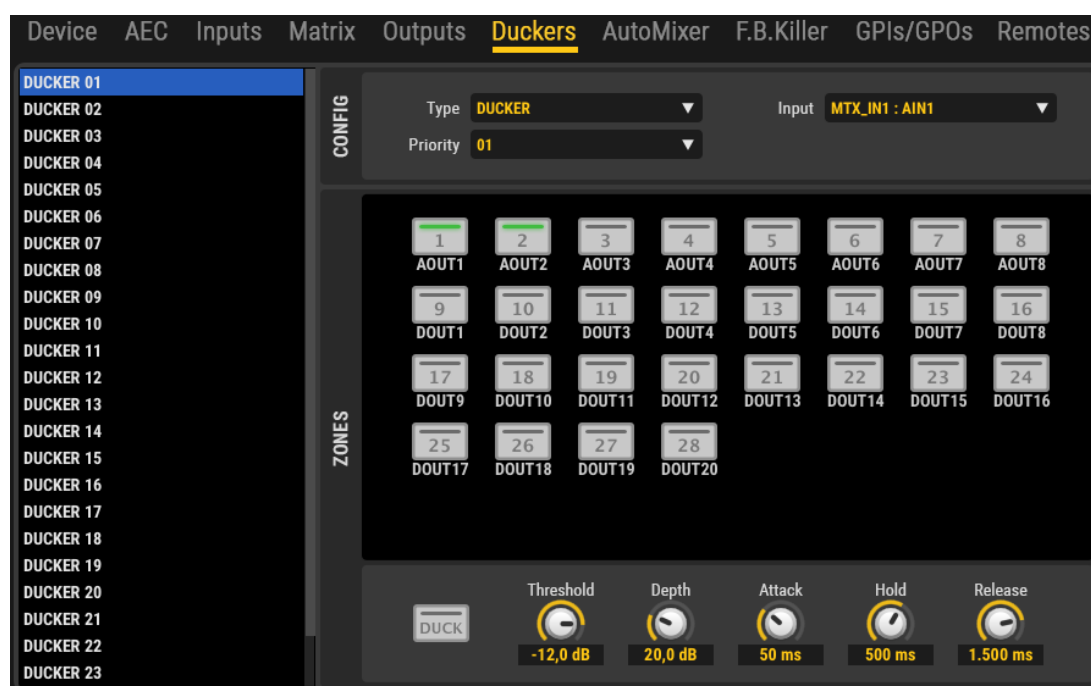 Device AEC Inputs Matrix Outputs Duckers AutoMixer F.B.Killer GPIs/GPOs Remotes
DUCKER 01
DUCKER 02
DUCKER 03
DUCKER 04
DUCKER 05
DUCKER 06
DUCKER 07
DUCKER 08
DUCKER 09
DUCKER 10
DUCKER 11
DUCKER 12
DUCKER 13
DUCKER 14
DUCKER 15
DUCKER 16
DUCKER 17
DUCKER 18
DUCKER 19
DUCKER 20
DUCKER 21
DUCKER 22
DUCKER 23
CONFIG
Type DUCKER Input MTX_IN1 : AIN1
Priority 01
ZONES
1 2 3 4 5 6 7 8
AOUT1 AOUT2 AOUT3 AOUT4 AOUT5 AOUT6 AOUT7 AOUT8
9 10 11 12 13 14 15 16
DOUT1 DOUT2 DOUT3 DOUT4 DOUT5 DOUT6 DOUT7 DOUT8
17 18 19 20 21 22 23 24
DOUT9 DOUT10 DOUT11 DOUT12 DOUT13 DOUT14 DOUT15 DOUT16
25 26 27 28
DOUT17 DOUT18 DOUT19 DOUT20
Threshold Depth Attack Hold Release
DUCK
-12,0 dB 20,0 dB 50 ms 500 ms 1.500 ms